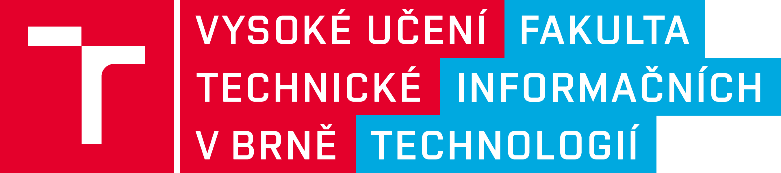 VYSOKÉ UČENÍ FAKULTA
TECHNICKÉ INFORMAČNÍCH
V BRNĚ TECHNOLOGIÍ